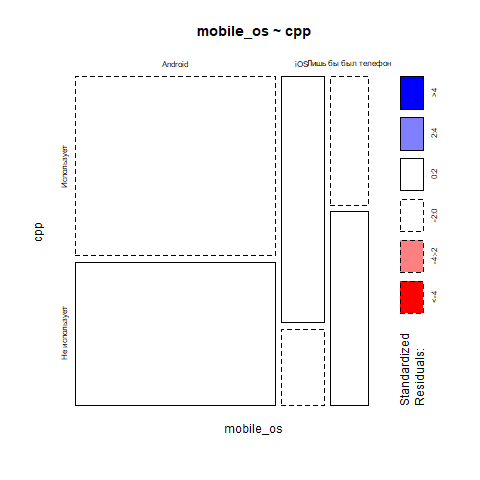 mobile_os ~ cpp
Android
iOS
Лишь бы был телефон
Использует
Не использует
cpp
mobile_os
>4
2:4
0:2
-2:0
-4:-2
<-4
Standardized
Residuals: